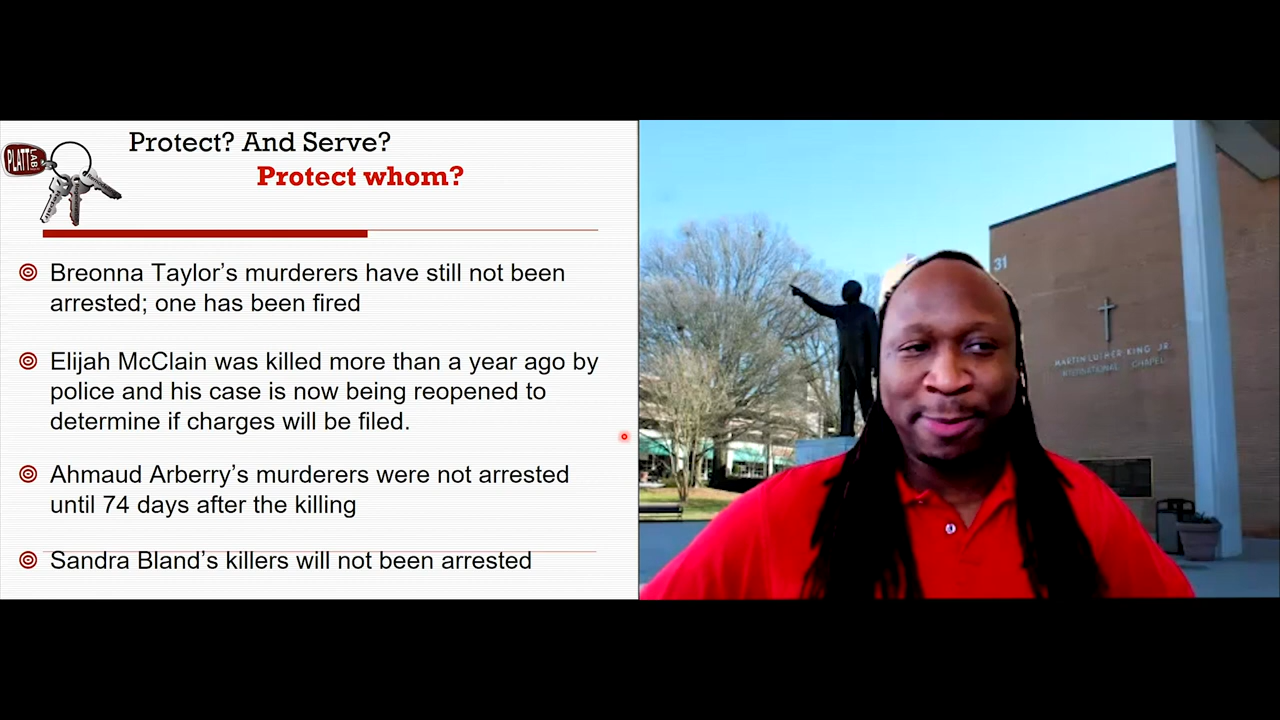 PLATT
LAB
Protect? And Serve?
Protect whom?
Breonna Taylor’s murderers have still not been
arrested; one has been fired
Elijah McClain was killed more than a year ago by
police and his case is now being reopened to
determine if charges will be filed.
Ahmaud Arberry’s murderers were not arrested
until 74 days after the killing
Sandra Bland’s killers will not been arrested
31
MARTIN LUTHER KING JR.
INTERNATIONAL CHAPEL